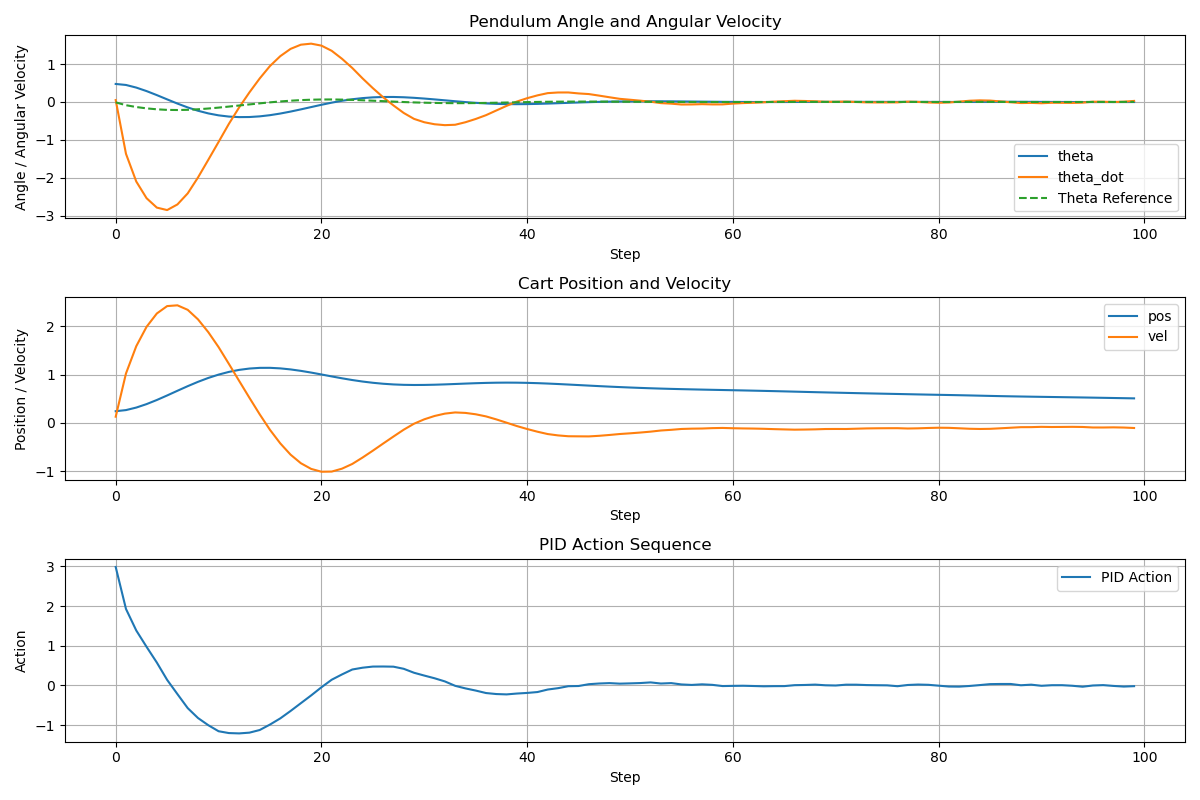 Pendulum Angle and Angular Velocity
Angle / Angular Velocity
1
0
−1
−2
−3
theta
theta_dot
Theta Reference
0 20 40 60 80 100
Step
Cart Position and Velocity
Position / Velocity
2
1
0
−1
pos
vel
0 20 40 60 80 100
Step
PID Action Sequence
Action
3
2
1
0
−1
PID Action
0 20 40 60 80 100
Step